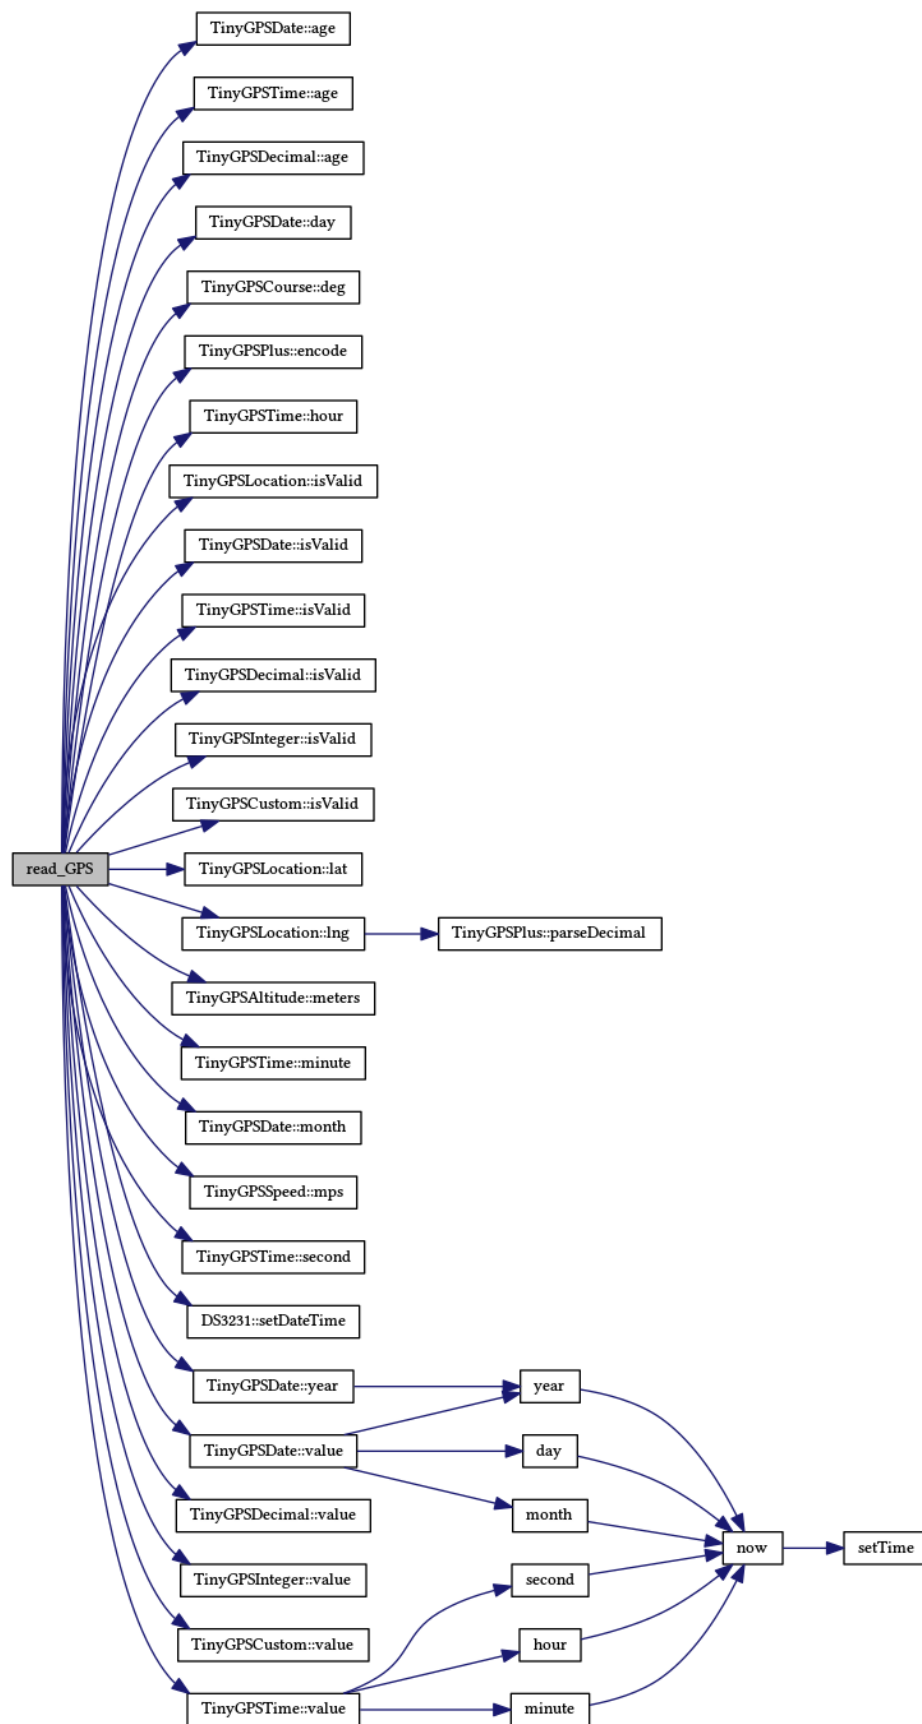 TinyGPSDate::age
TinyGPSTime::age
TinyGPSDecimal::age
TinyGPSDate::day
TinyGPSCourse::deg
TinyGPSPlus::encode
TinyGPSTime::hour
TinyGPSLocation::isValid
TinyGPSDate::isValid
TinyGPSTime::isValid
TinyGPSDecimal::isValid
TinyGPSInteger::isValid
TinyGPSCustom::isValid
read_GPS
TinyGPSLocation::lat
TinyGPSLocation::lng
TinyGPSPlus::parseDecimal
TinyGPSAltitude::meters
TinyGPSTime::minute
TinyGPSDate::month
TinyGPSSpeed::mps
TinyGPSTime::second
DS3231::setDateTime
TinyGPSDate::year
year
TinyGPSDate::value
day
TinyGPSDecimal::value
month
now
setTime
TinyGPSInteger::value
second
TinyGPSCustom::value
hour
TinyGPSTime::value
minute